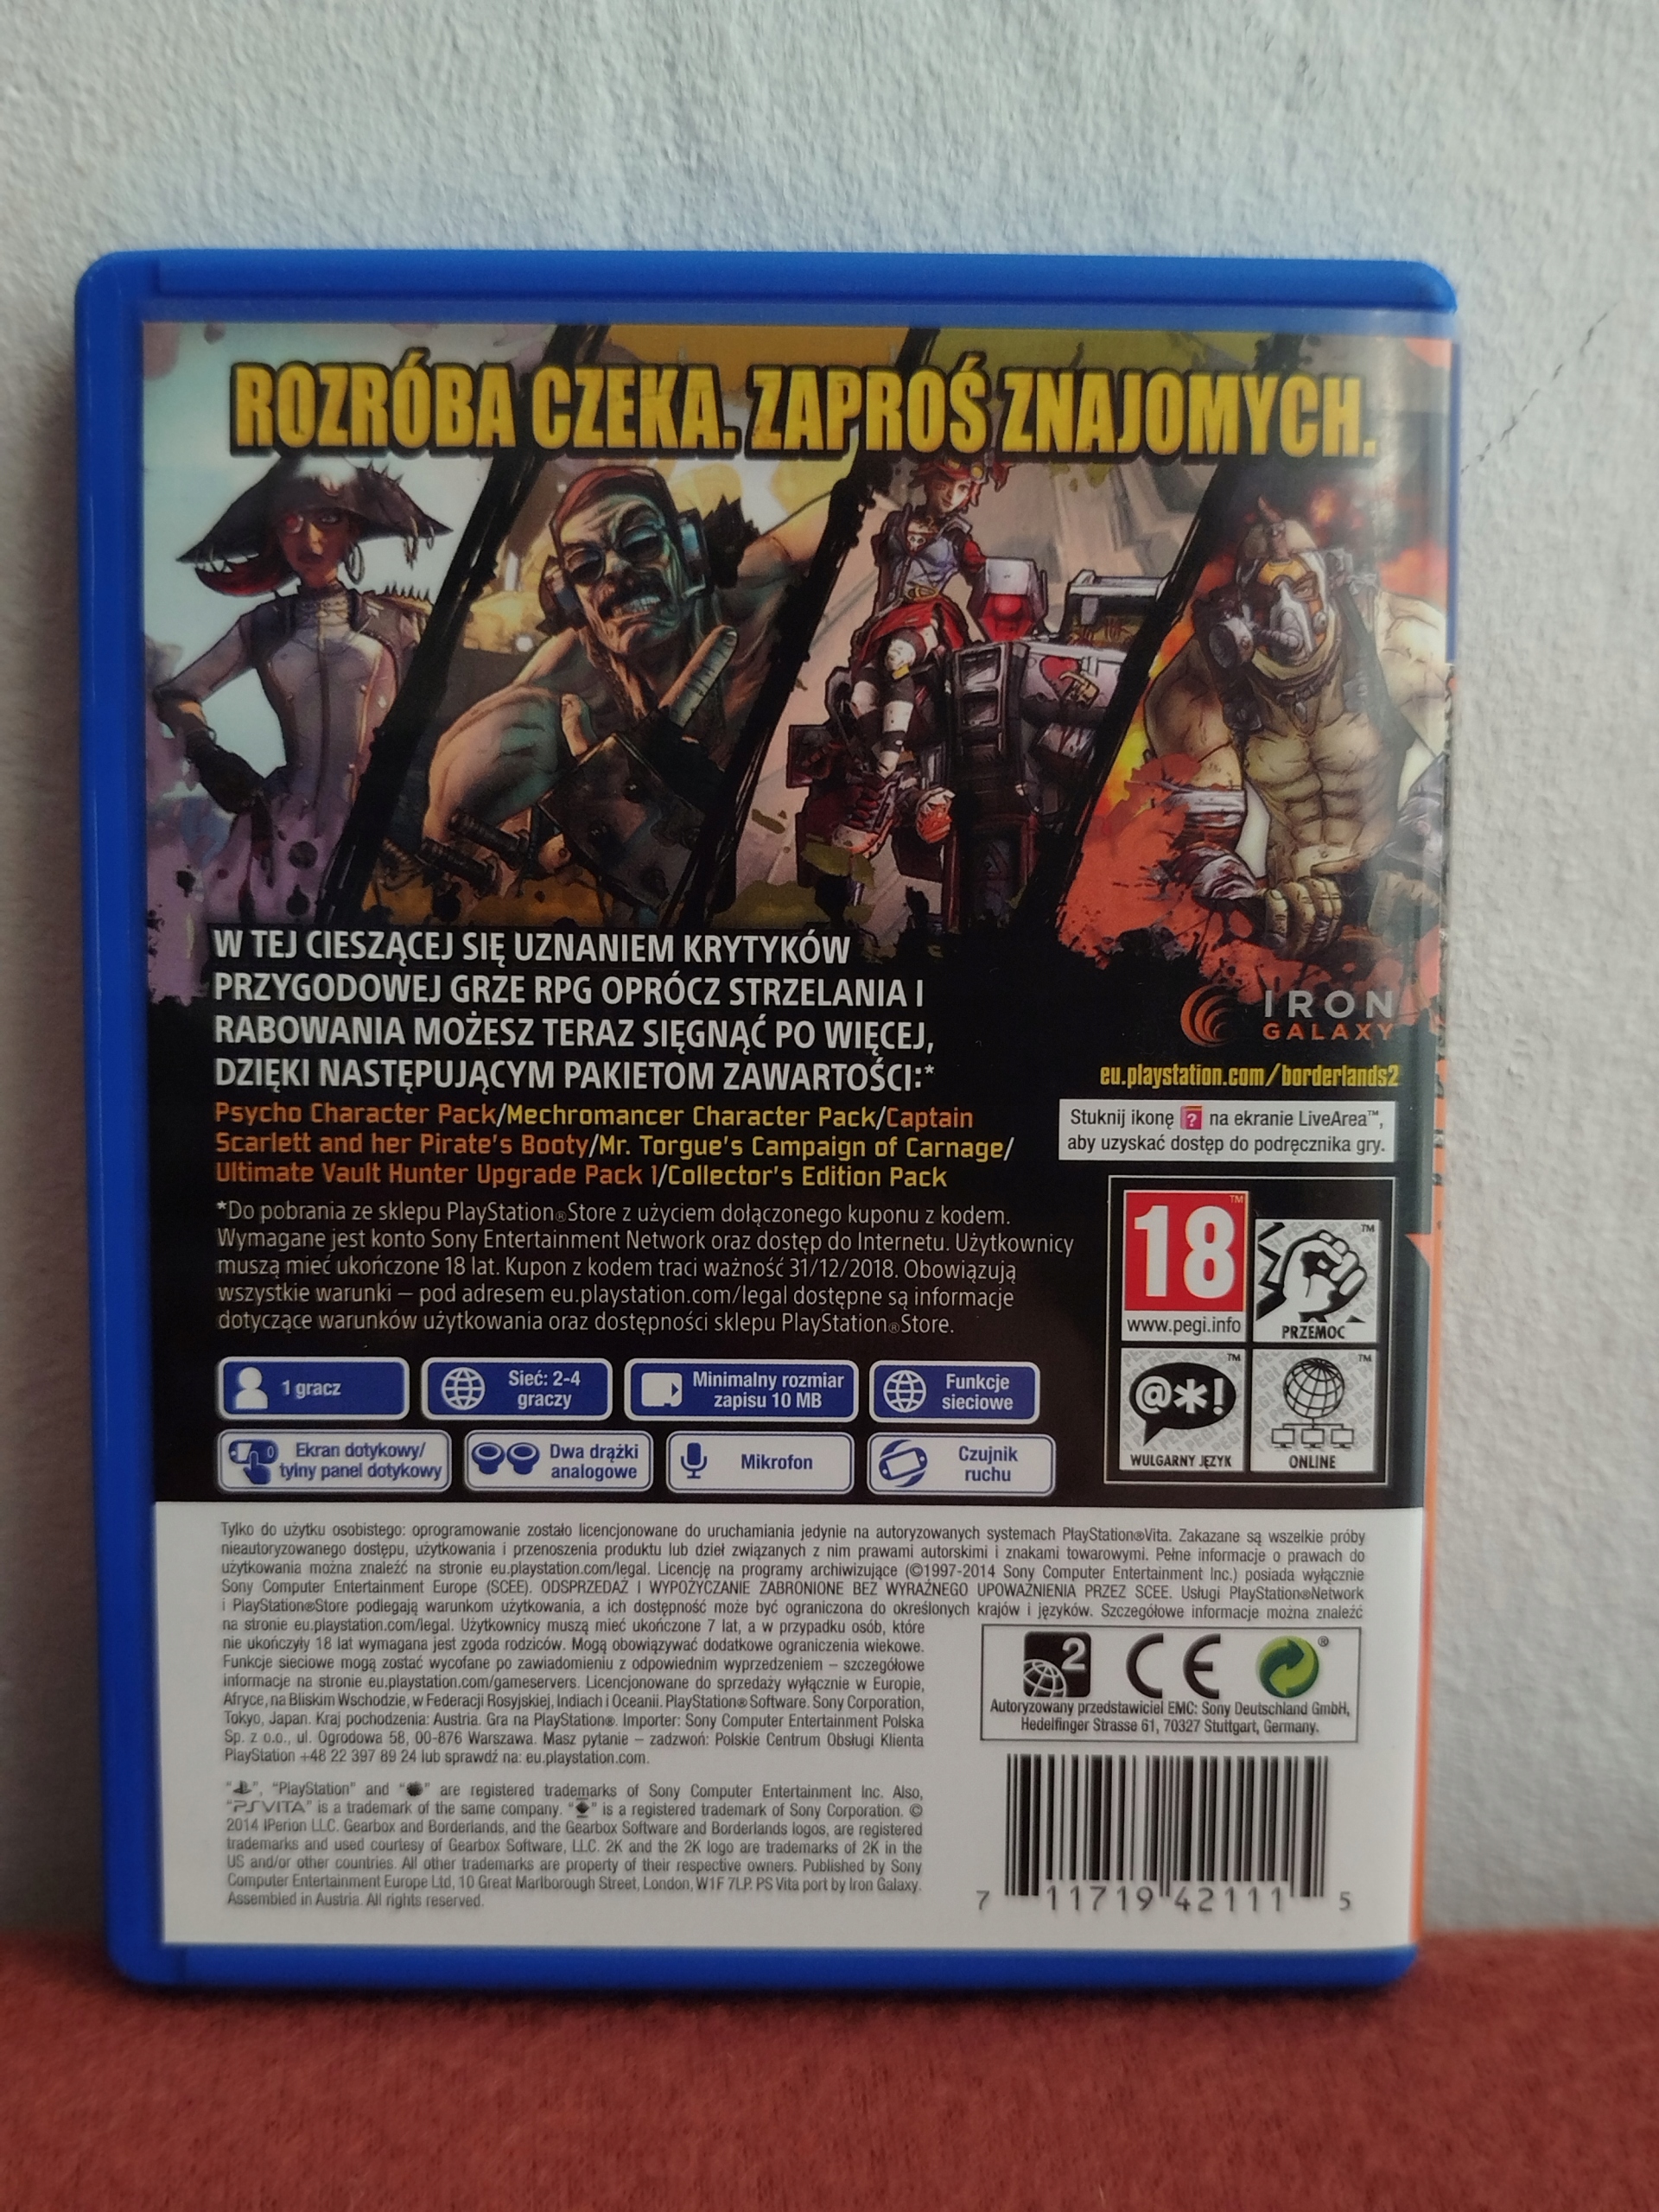 ROZRÓBA CZEKA. ZAPROŚ ZNAJOMYCH.
W TEJ CIESZĄCEJ SIĘ UZNANIEM KRYTYKÓW
PRZYGODOWEJ GRZE RPG OPRÓCZ STRZELANIA I
RABOWANIA MOŻESZ TERAZ SIĘGNĄĆ PO WIĘCEJ,
DZIĘKI NASTĘPUJĄCYM PAKIETOM ZAWARTOŚCI:*
Psycho Character Pack/Mechromancer Character Pack/Captain
Scarlett and her Pirate's Booty/Mr. Torgue's Campaign of Carnage/
Ultimate Vault Hunter Upgrade Pack 1/Collector's Edition Pack
*Do pobrania ze sklepu PlayStation®Store z użyciem dołączonego kuponu z kodem.
Wymagane jest konto Sony Entertainment Network oraz dostęp do Internetu. Użytkownicy
muszą mieć ukończone 18 lat. Kupon z kodem traci ważność 31/12/2018. Obowiązują
wszystkie warunki – pod adresem eu.playstation.com/legal dostępne są informacje
dotyczące warunków użytkowania oraz dostępności sklepu PlayStation®Store.
IRON
GALAXY
eu.playstation.com/borderlands2
Stuknij ikonę ? na ekranie LiveArea™,
aby uzyskać dostęp do podręcznika gry.
18™
www.pegi.info
™
PRZEMOC
@*!™
WULGARNY JĘZYK
™
ONLINE
1 gracz
Sieć: 2-4
graczy
Minimalny rozmiar
zapisu 10 MB
Funkcje
sieciowe
Ekran dotykowy/
tylny panel dotykowy
Dwa drążki
analogowe
Mikrofon
Czujnik
ruchu
Tylko do użytku osobistego: oprogramowanie zostało licencjonowane do uruchamiania jedynie na autoryzowanych systemach PlayStation®Vita. Zakazane są wszelkie próby
nieautoryzowanego dostępu, użytkowania i przenoszenia produktu lub dzieł związanych z nim prawami autorskimi i znakami towarowymi. Pełne informacje o prawach do
użytkowania można znaleźć na stronie eu.playstation.com/legal. Licencję na programy archiwizujące (©1997-2014 Sony Computer Entertainment Inc.) posiada wyłącznie
Sony Computer Entertainment Europe (SCEE). ODSPRZEDAŻ I WYPOŻYCZANIE ZABRONIONE BEZ WYRAŹNEGO UPOWAŻNIENIA PRZEZ SCEE. Usługi PlayStation®Network
i PlayStation®Store podlegają warunkom użytkowania, a ich dostępność może być ograniczona do określonych krajów i języków. Szczegółowe informacje można znaleźć
na stronie eu.playstation.com/legal. Użytkownicy muszą mieć ukończone 7 lat, a w przypadku osób, które
nie ukończyły 18 lat wymagana jest zgoda rodziców. Mogą obowiązywać dodatkowe ograniczenia wiekowe.
Funkcje sieciowe mogą zostać wycofane po zawiadomieniu z odpowiednim wyprzedzeniem – szczegółowe
informacje na stronie eu.playstation.com/gameservers. Licencjonowane do sprzedaży wyłącznie w Europie,
Afryce, na Bliskim Wschodzie, w Federacji Rosyjskiej, Indiach i Oceanii. PlayStation® Software. Sony Corporation,
Tokyo, Japan. Kraj pochodzenia: Austria. Gra na PlayStation®. Importer: Sony Computer Entertainment Polska
Sp. z o.o., ul. Ogrodowa 58, 00-876 Warszawa. Masz pytanie – zadzwoń: Polskie Centrum Obsługi Klienta
PlayStation +48 22 397 89 24 lub sprawdź na: eu.playstation.com.
"", "PlayStation" and "" are registered trademarks of Sony Computer Entertainment Inc. Also,
"PSVITA" is a trademark of the same company. "" is a registered trademark of Sony Corporation. ©
2014 IPerion LLC. Gearbox and Borderlands, and the Gearbox Software and Borderlands logos, are registered
trademarks and used courtesy of Gearbox Software, LLC. 2K and the 2K logo are trademarks of 2K in the
US and/or other countries. All other trademarks are property of their respective owners. Published by Sony
Computer Entertainment Europe Ltd, 10 Great Marlborough Street, London, W1F 7LP. PS Vita port by Iron Galaxy.
Assembled in Austria. All rights reserved.
2 CE ®
Autoryzowany przedstawiciel EMC: Sony Deutschland GmbH,
Hedelfinger Strasse 61, 70327 Stuttgart, Germany.
7 11719 42111 5